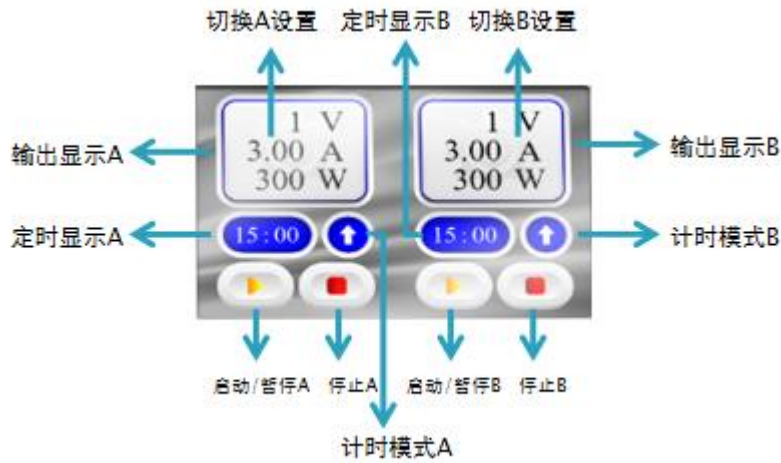 切换A设置 定时显示B 切换B设置
1 V 1 V
输出显示A 3.00 A 3.00 A 输出显示B
300 W 300 W
定时显示A 15:00 15:00 计时模式B
启动/暂停A 停止A 启动/暂停B 停止B
计时模式A